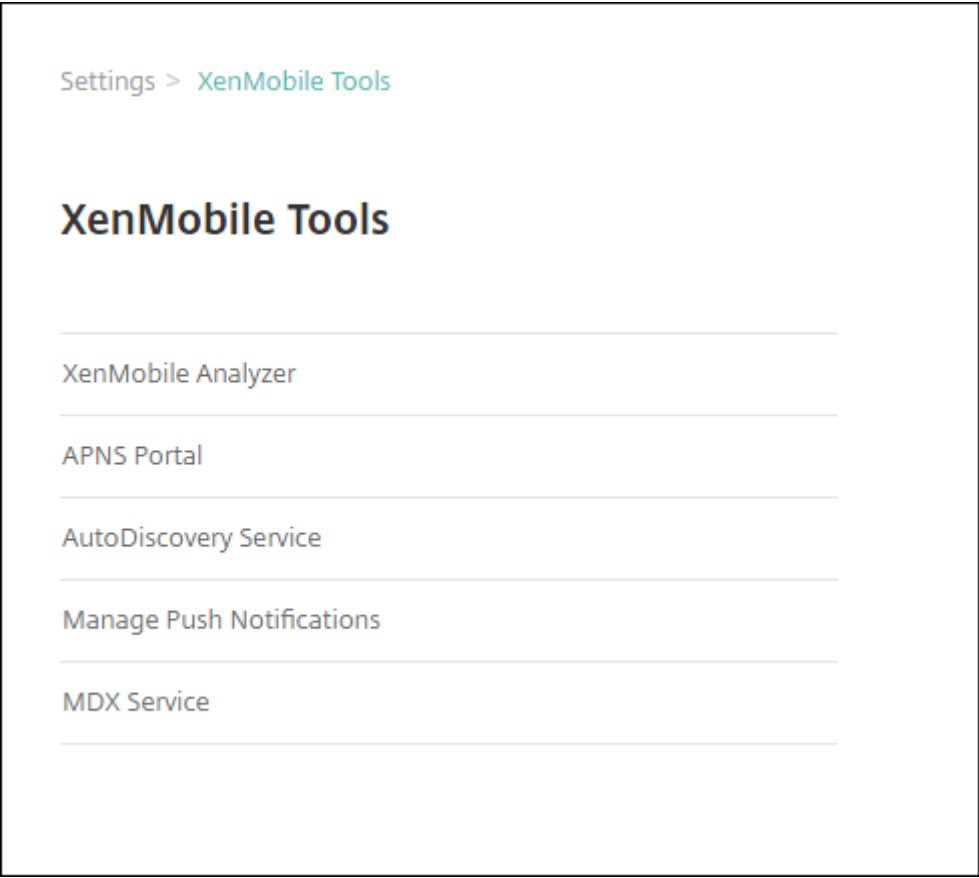 Settings > XenMobile Tools
XenMobile Tools
XenMobile Analyzer
APNS Portal
AutoDiscovery Service
Manage Push Notifications
MDX Service